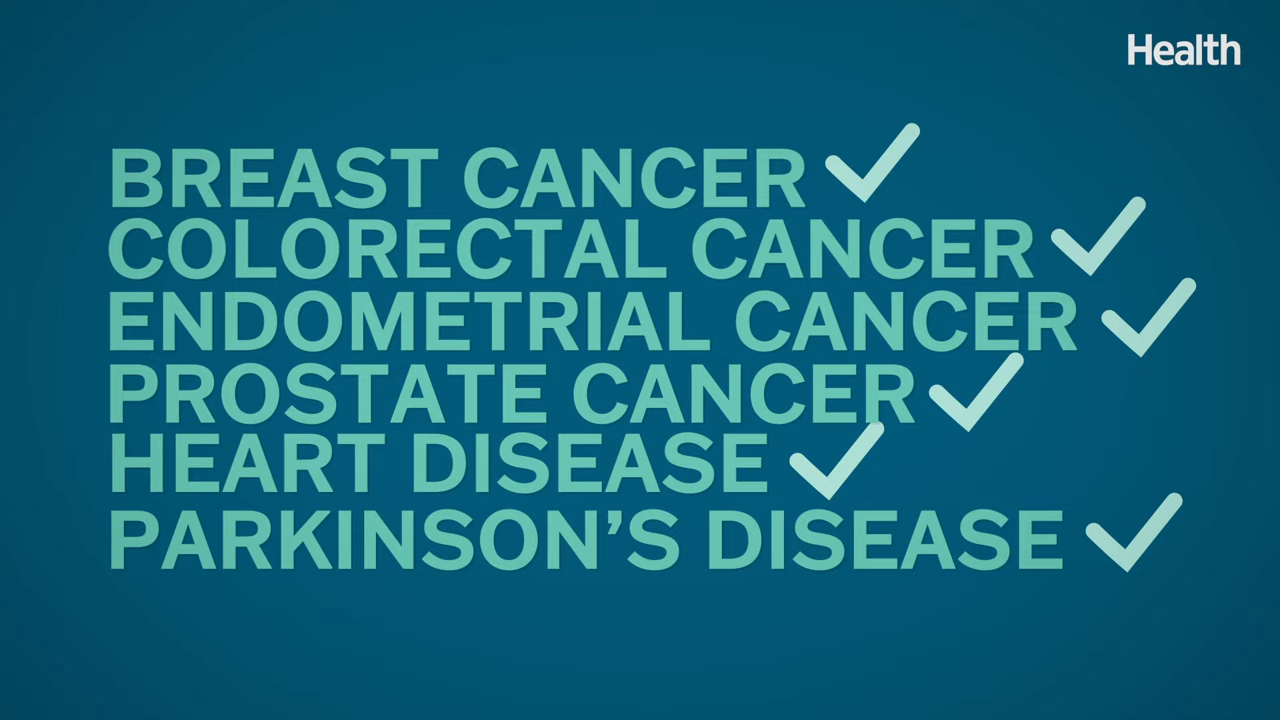 Health
BREAST CANCER
COLORECTAL CANCER
ENDOMETRIAL CANCER
PROSTATE CANCER
HEART DISEASE
PARKINSON’S DISEASE